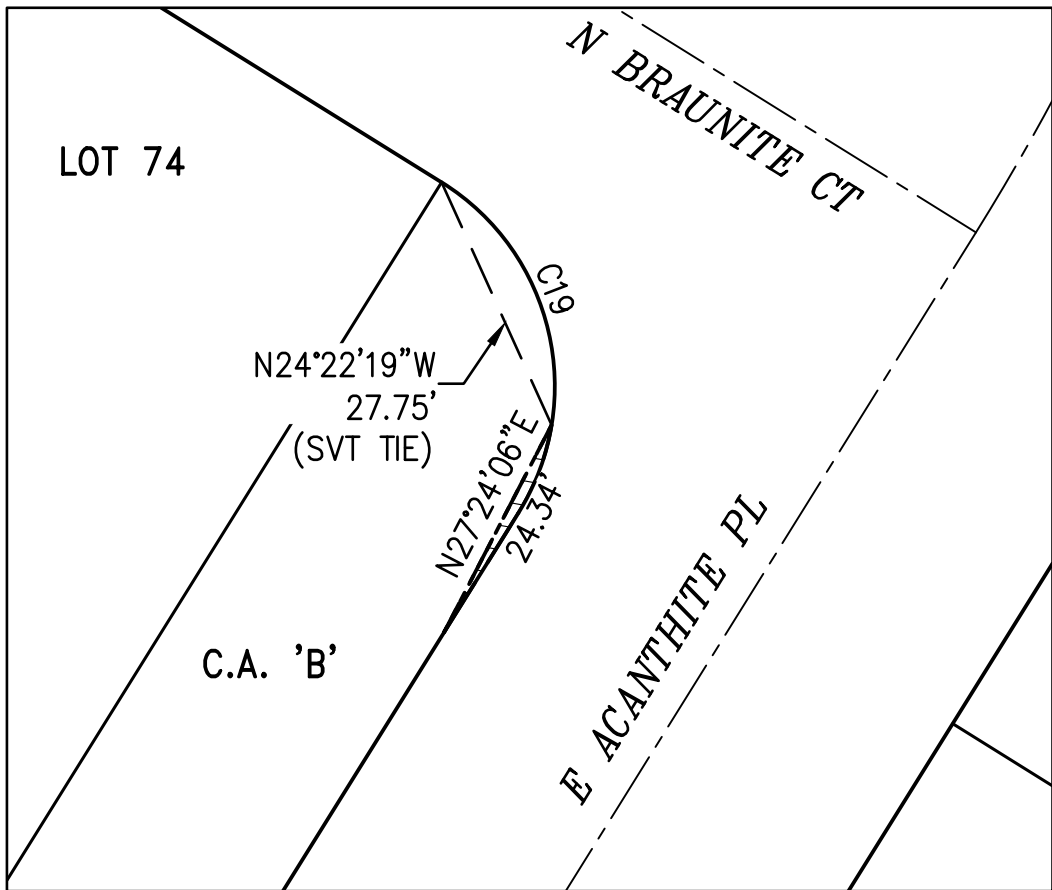 N BRAUNITE CT
LOT 74
C19
N24°22'19"W
27.75'
(SVT TIE)
N27°24'06"E
24.34'
E ACANTHITE PL
C.A. 'B'